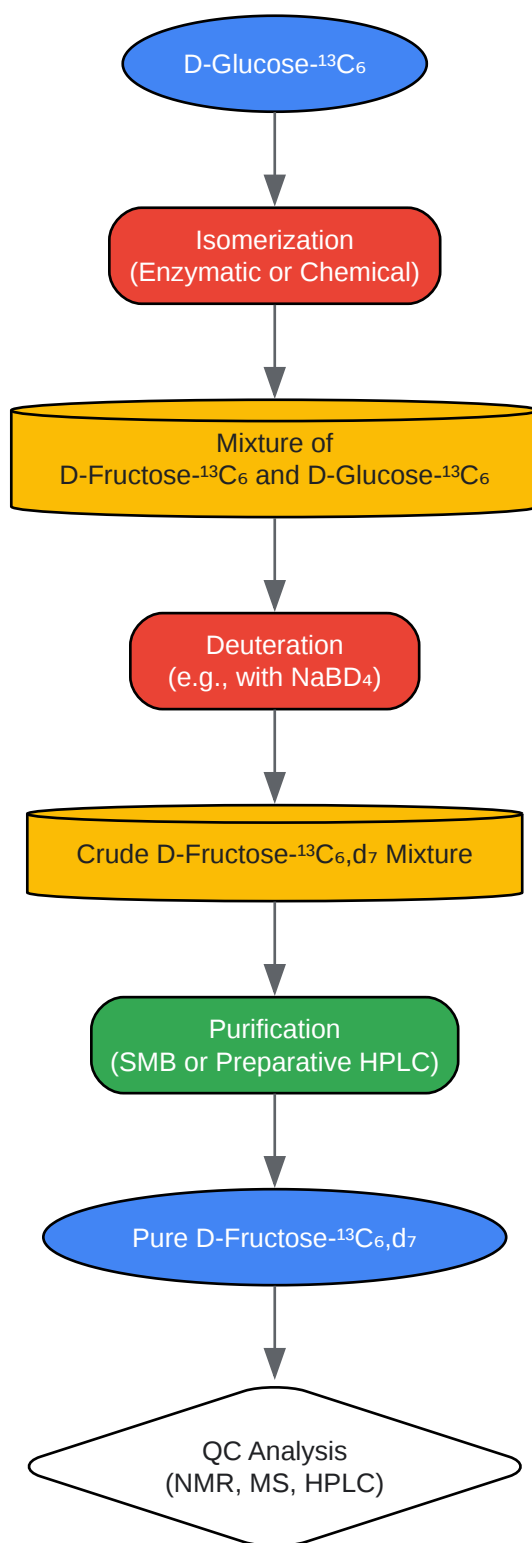 D-Glucose-¹³C₆
Isomerization
(Enzymatic or Chemical)
Mixture of
D-Fructose-¹³C₆ and D-Glucose-¹³C₆
Deuteration
(e.g., with NaBD₄)
Crude D-Fructose-¹³C₆,d₇ Mixture
Purification
(SMB or Preparative HPLC)
Pure D-Fructose-¹³C₆,d₇
QC Analysis
(NMR, MS, HPLC)